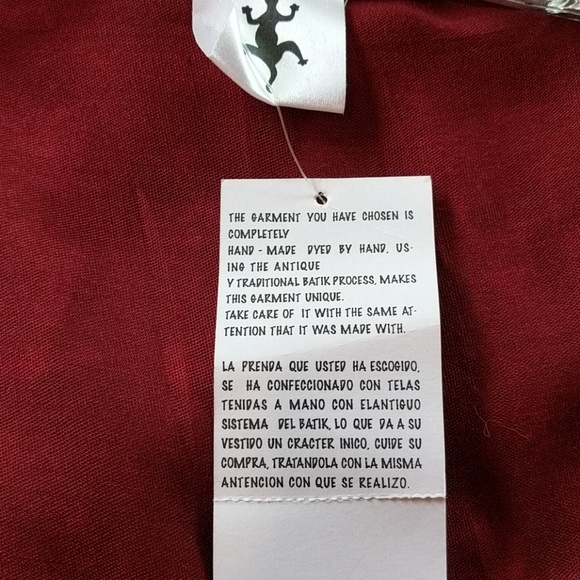 THE GARMENT YOU HAVE CHOSEN IS
COMPLETELY
HAND - MADE DYED BY HAND, US-
ING THE ANTIQUE
Y TRADITIONAL BATIK PROCESS, MAKES
THIS GARMENT UNIQUE.
TAKE CARE OF IT WITH THE SAME AT-
TENTION THAT IT WAS MADE WITH.
LA PRENDA QUE USTED HA ESCOGIDO,
SE HA CONFECCIONADO CON TELAS
TENIDAS A MANO CON ELANTIGUO
SISTEMA DEL BATIK, LO QUE DA A SU
VESTIDO UN CRACTER INICO, CUIDE SU
COMPRA, TRATANDOLA CON LA MISMA
ANTENCION CON QUE SE REALIZO.